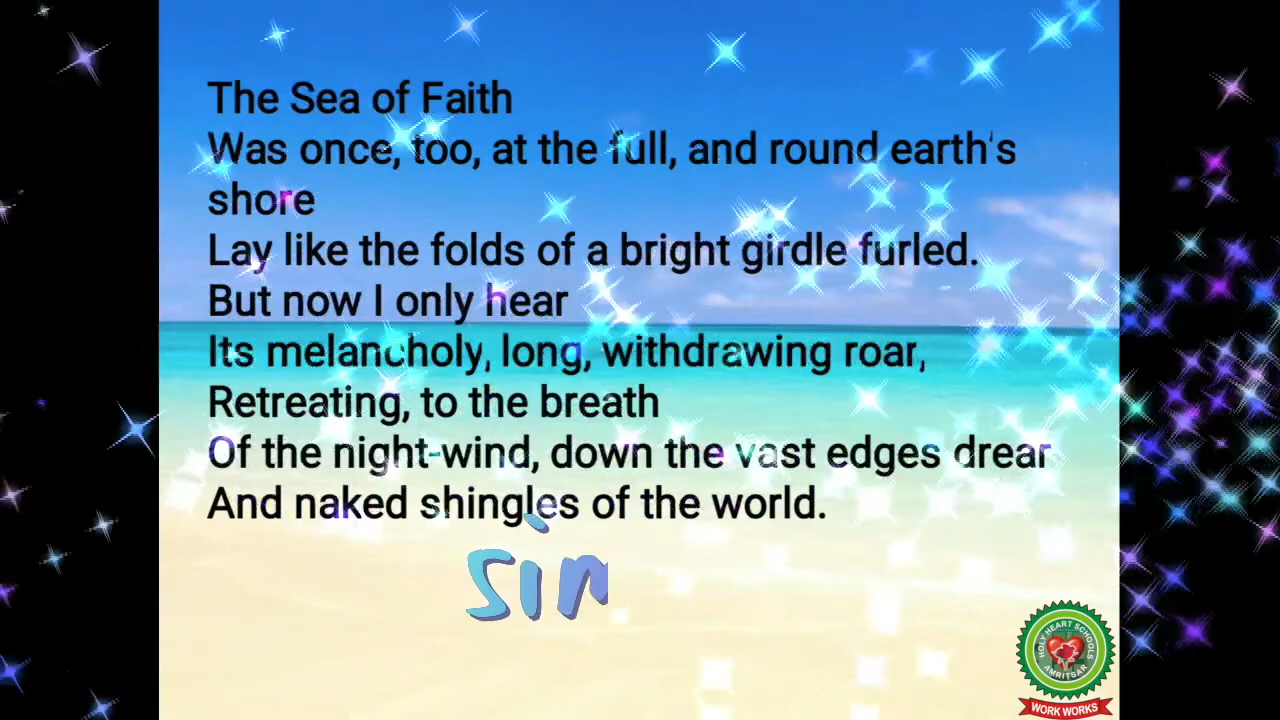 The Sea of Faith
Was once, too, at the full, and round earth's
shore
Lay like the folds of a bright girdle furled.
But now I only hear
Its melancholy, long, withdrawing roar,
Retreating, to the breath
Of the night-wind, down the vast edges drear
And naked shingles of the world.
HOLY HEART SCHOOLS
AMRITSAR
WORK WORKS